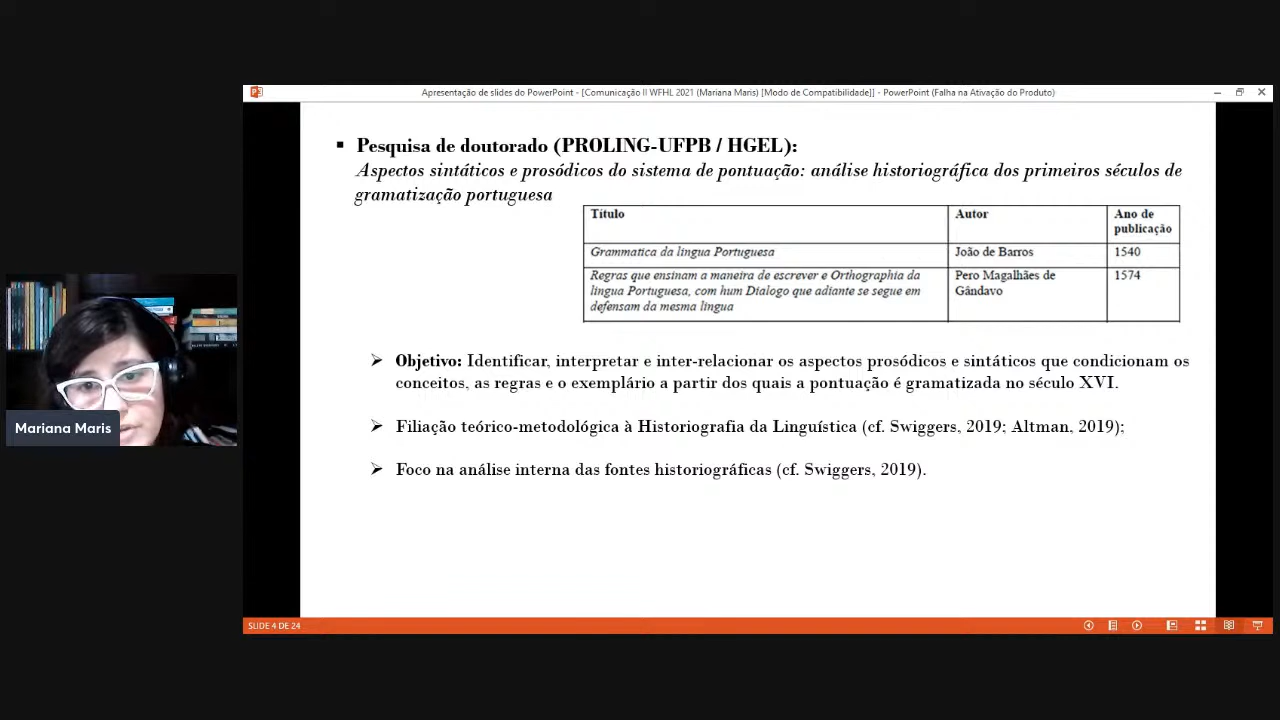 Apresentação de slides do PowerPoint - [Comunicação II WFHL 2021 (Mariana Maris) [Modo de Compatibilidade]] - PowerPoint (Falha na Ativação do Produto)
Pesquisa de doutorado (PROLING-UFPB / HGEL):
Aspectos sintáticos e prosódicos do sistema de pontuação: análise historiográfica dos primeiros séculos de
gramatização portuguesa
Título
Autor
Ano de
publicação
Grammatica da lingua Portuguesa
João de Barros
1540
Regras que ensinam a maneira de escrever e Orthographia da
lingua Portuguesa, com hum Dialogo que adiante se segue em
defensam da mesma lingua
Pero Magalhães de
Gândavo
1574
Objetivo: Identificar, interpretar e inter-relacionar os aspectos prosódicos e sintáticos que condicionam os
conceitos, as regras e o exemplário a partir dos quais a pontuação é gramatizada no século XVI.
Filiação teórico-metodológica à Historiografia da Linguística (cf. Swiggers, 2019; Altman, 2019);
Foco na análise interna das fontes historiográficas (cf. Swiggers, 2019).
Mariana Maris
SLIDE 4 DE 24